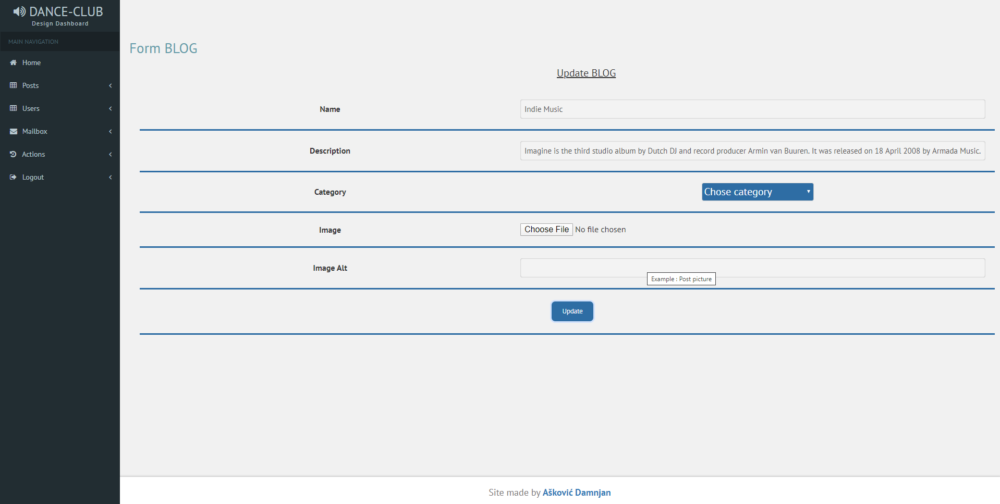 DANCE-CLUB
Design Dashboard
MAIN NAVIGATION
Home
Posts
Users
Mailbox
Actions
Logout
Form BLOG
Update BLOG
Name
Indie Music
Description
Imagine is the third studio album by Dutch DJ and record producer Armin van Buuren. It was released on 18 April 2008 by Armada Music.
Category
Chose category
Image
Choose File No file chosen
Image Alt
Example : Post picture
Update
Site made by Ašković Damnjan